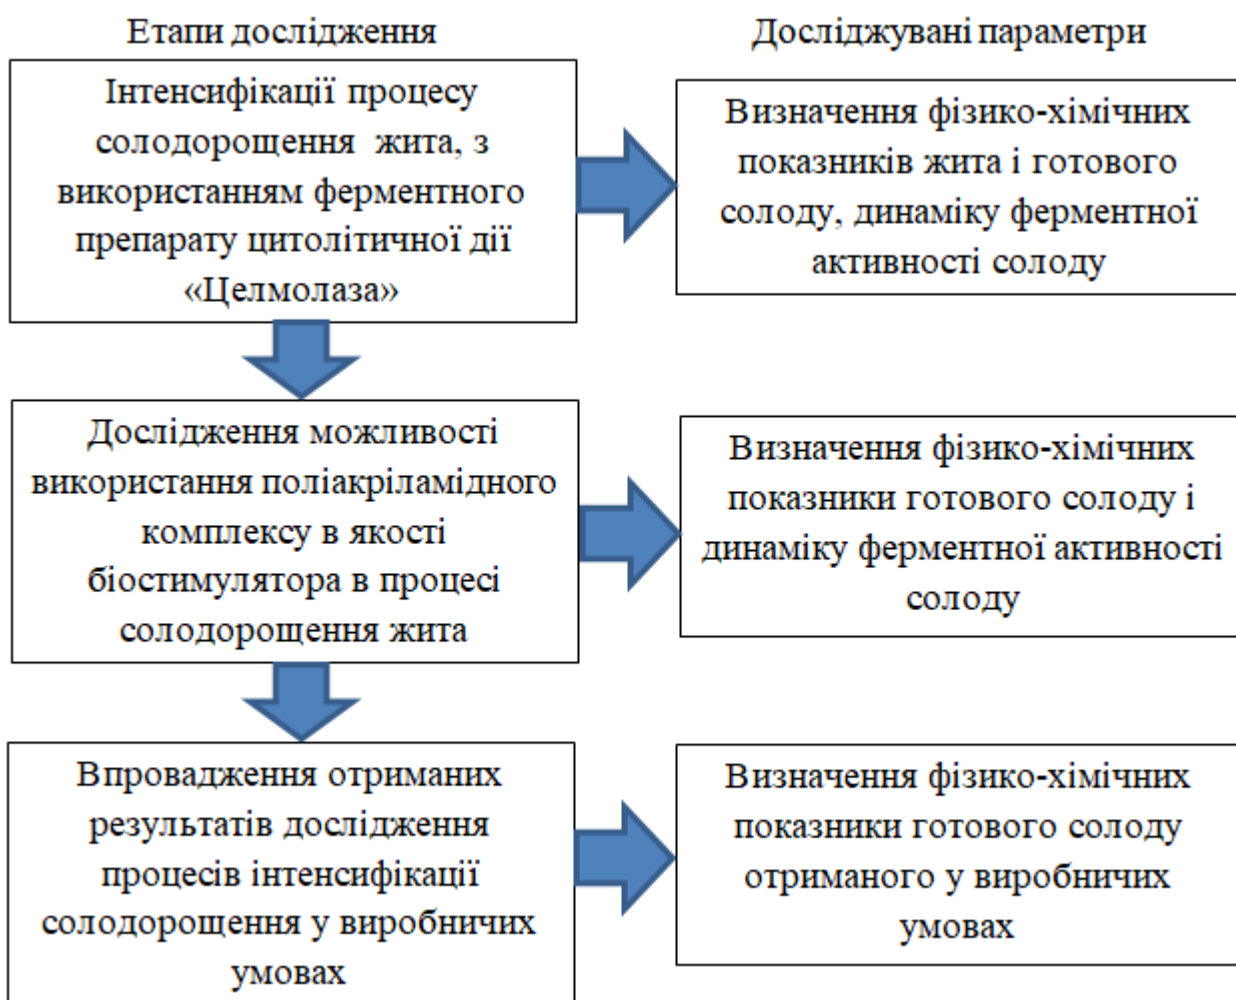 Етапи дослідження
Досліджувані параметри
Інтенсифікації процесу
солодорощення жита, з
використанням ферментного
препарату цитолітичної дії
«Целмолаза»
Визначення фізико-хімічних
показників жита і готового
солоду, динаміку ферментної
активності солоду
Дослідження можливості
використання поліакріламідного
комплексу в якості
біостимулятора в процесі
солодорощення жита
Визначення фізико-хімічних
показники готового солоду і
динаміку ферментної активності
солоду
Впровадження отриманих
результатів дослідження
процесів інтенсифікації
солодорощення у виробничих
умовах
Визначення фізико-хімічних
показники готового солоду
отриманого у виробничих
умовах